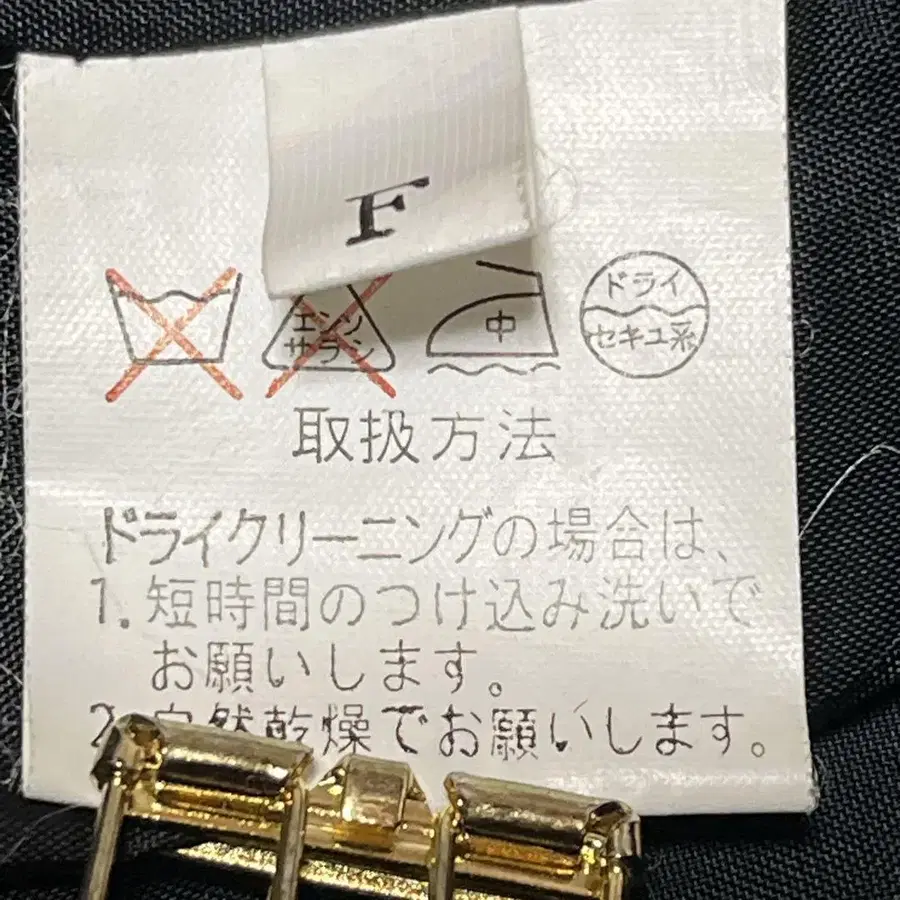 F
エンソ
サラシ
中
ドライ
セキユ系
取扱方法
ドライクリーニングの場合は、
1. 短時間のつけ込み洗いで
お願いします。
2. 自然乾燥でお願いします。